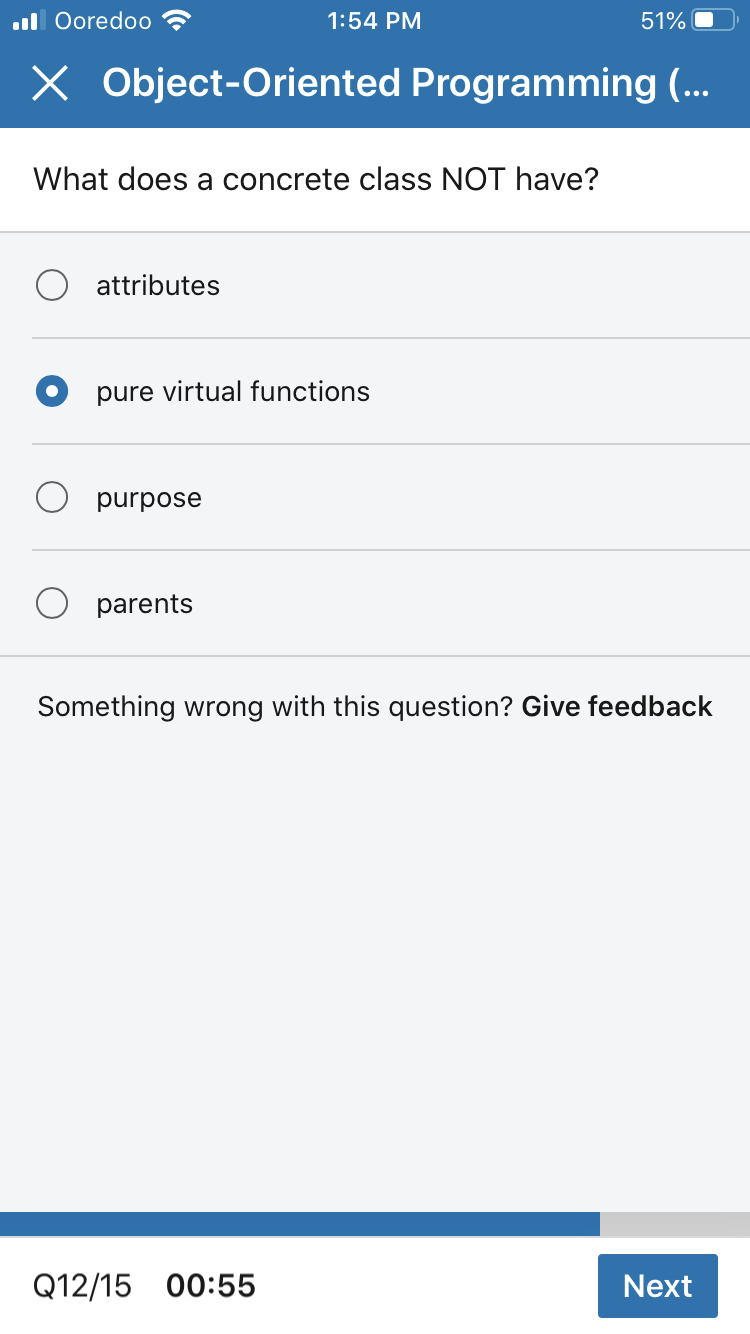 Ooredoo 1:54 PM 51%
Object-Oriented Programming (...
What does a concrete class NOT have?
attributes
pure virtual functions
purpose
parents
Something wrong with this question? Give feedback
Q12/15 00:55 Next